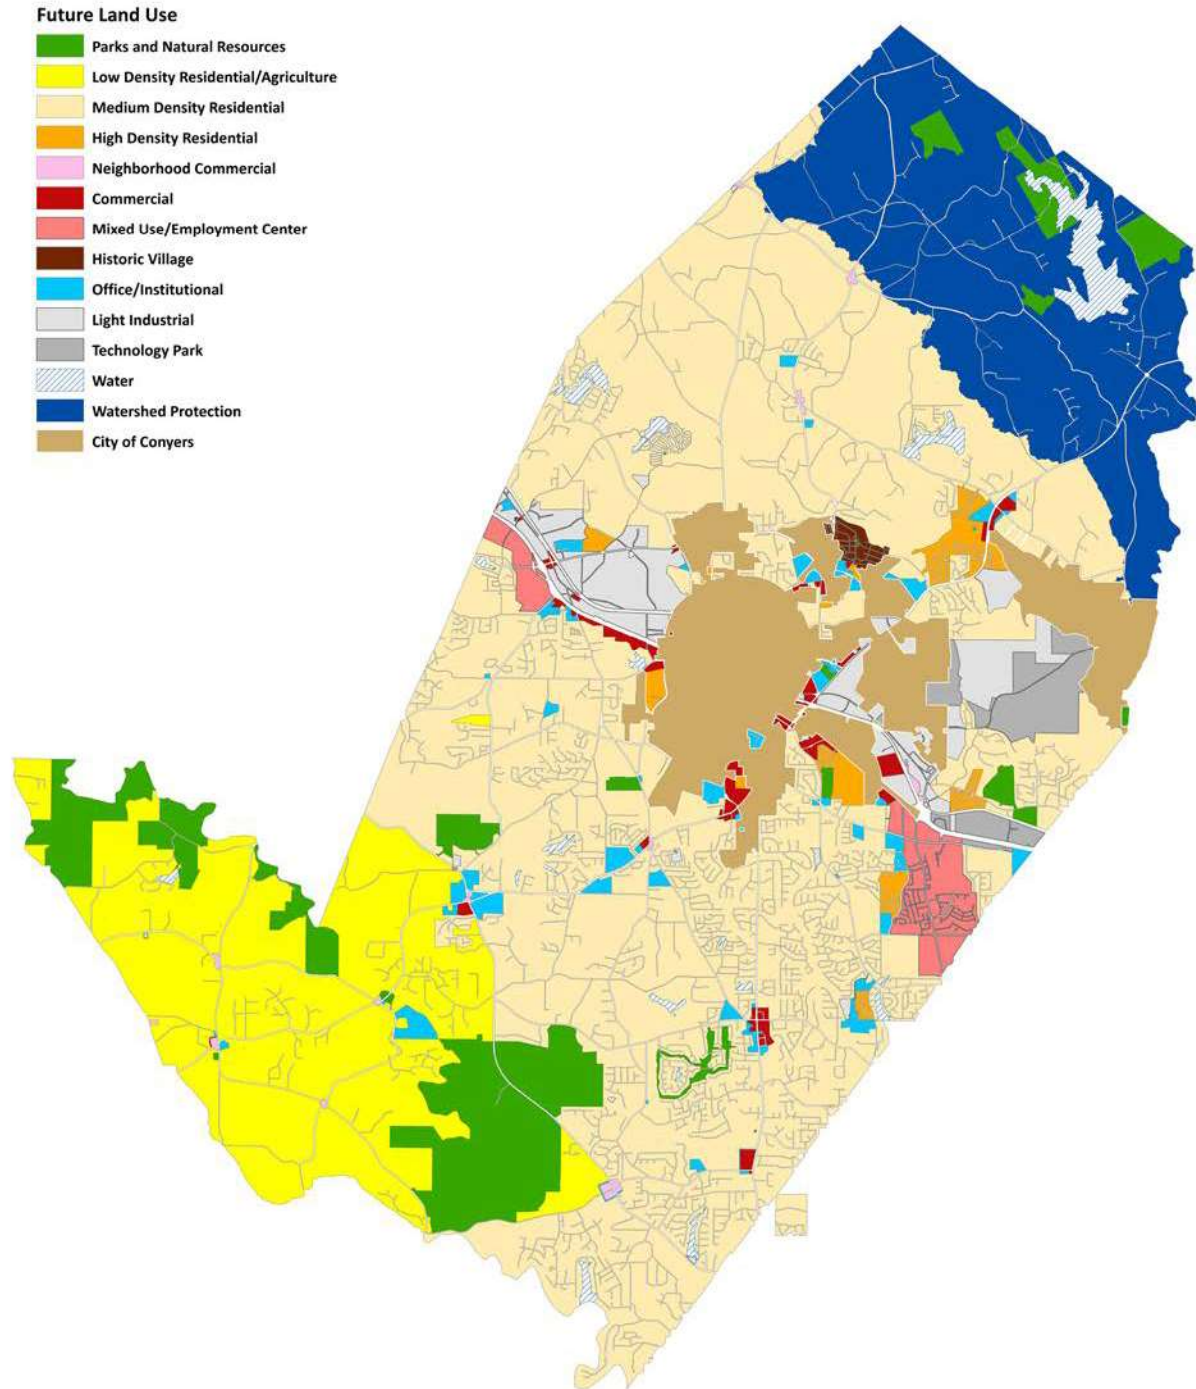 Future Land Use
Parks and Natural Resources
Low Density Residential/Agriculture
Medium Density Residential
High Density Residential
Neighborhood Commercial
Commercial
Mixed Use/Employment Center
Historic Village
Office/Institutional
Light Industrial
Technology Park
Water
Watershed Protection
City of Conyers